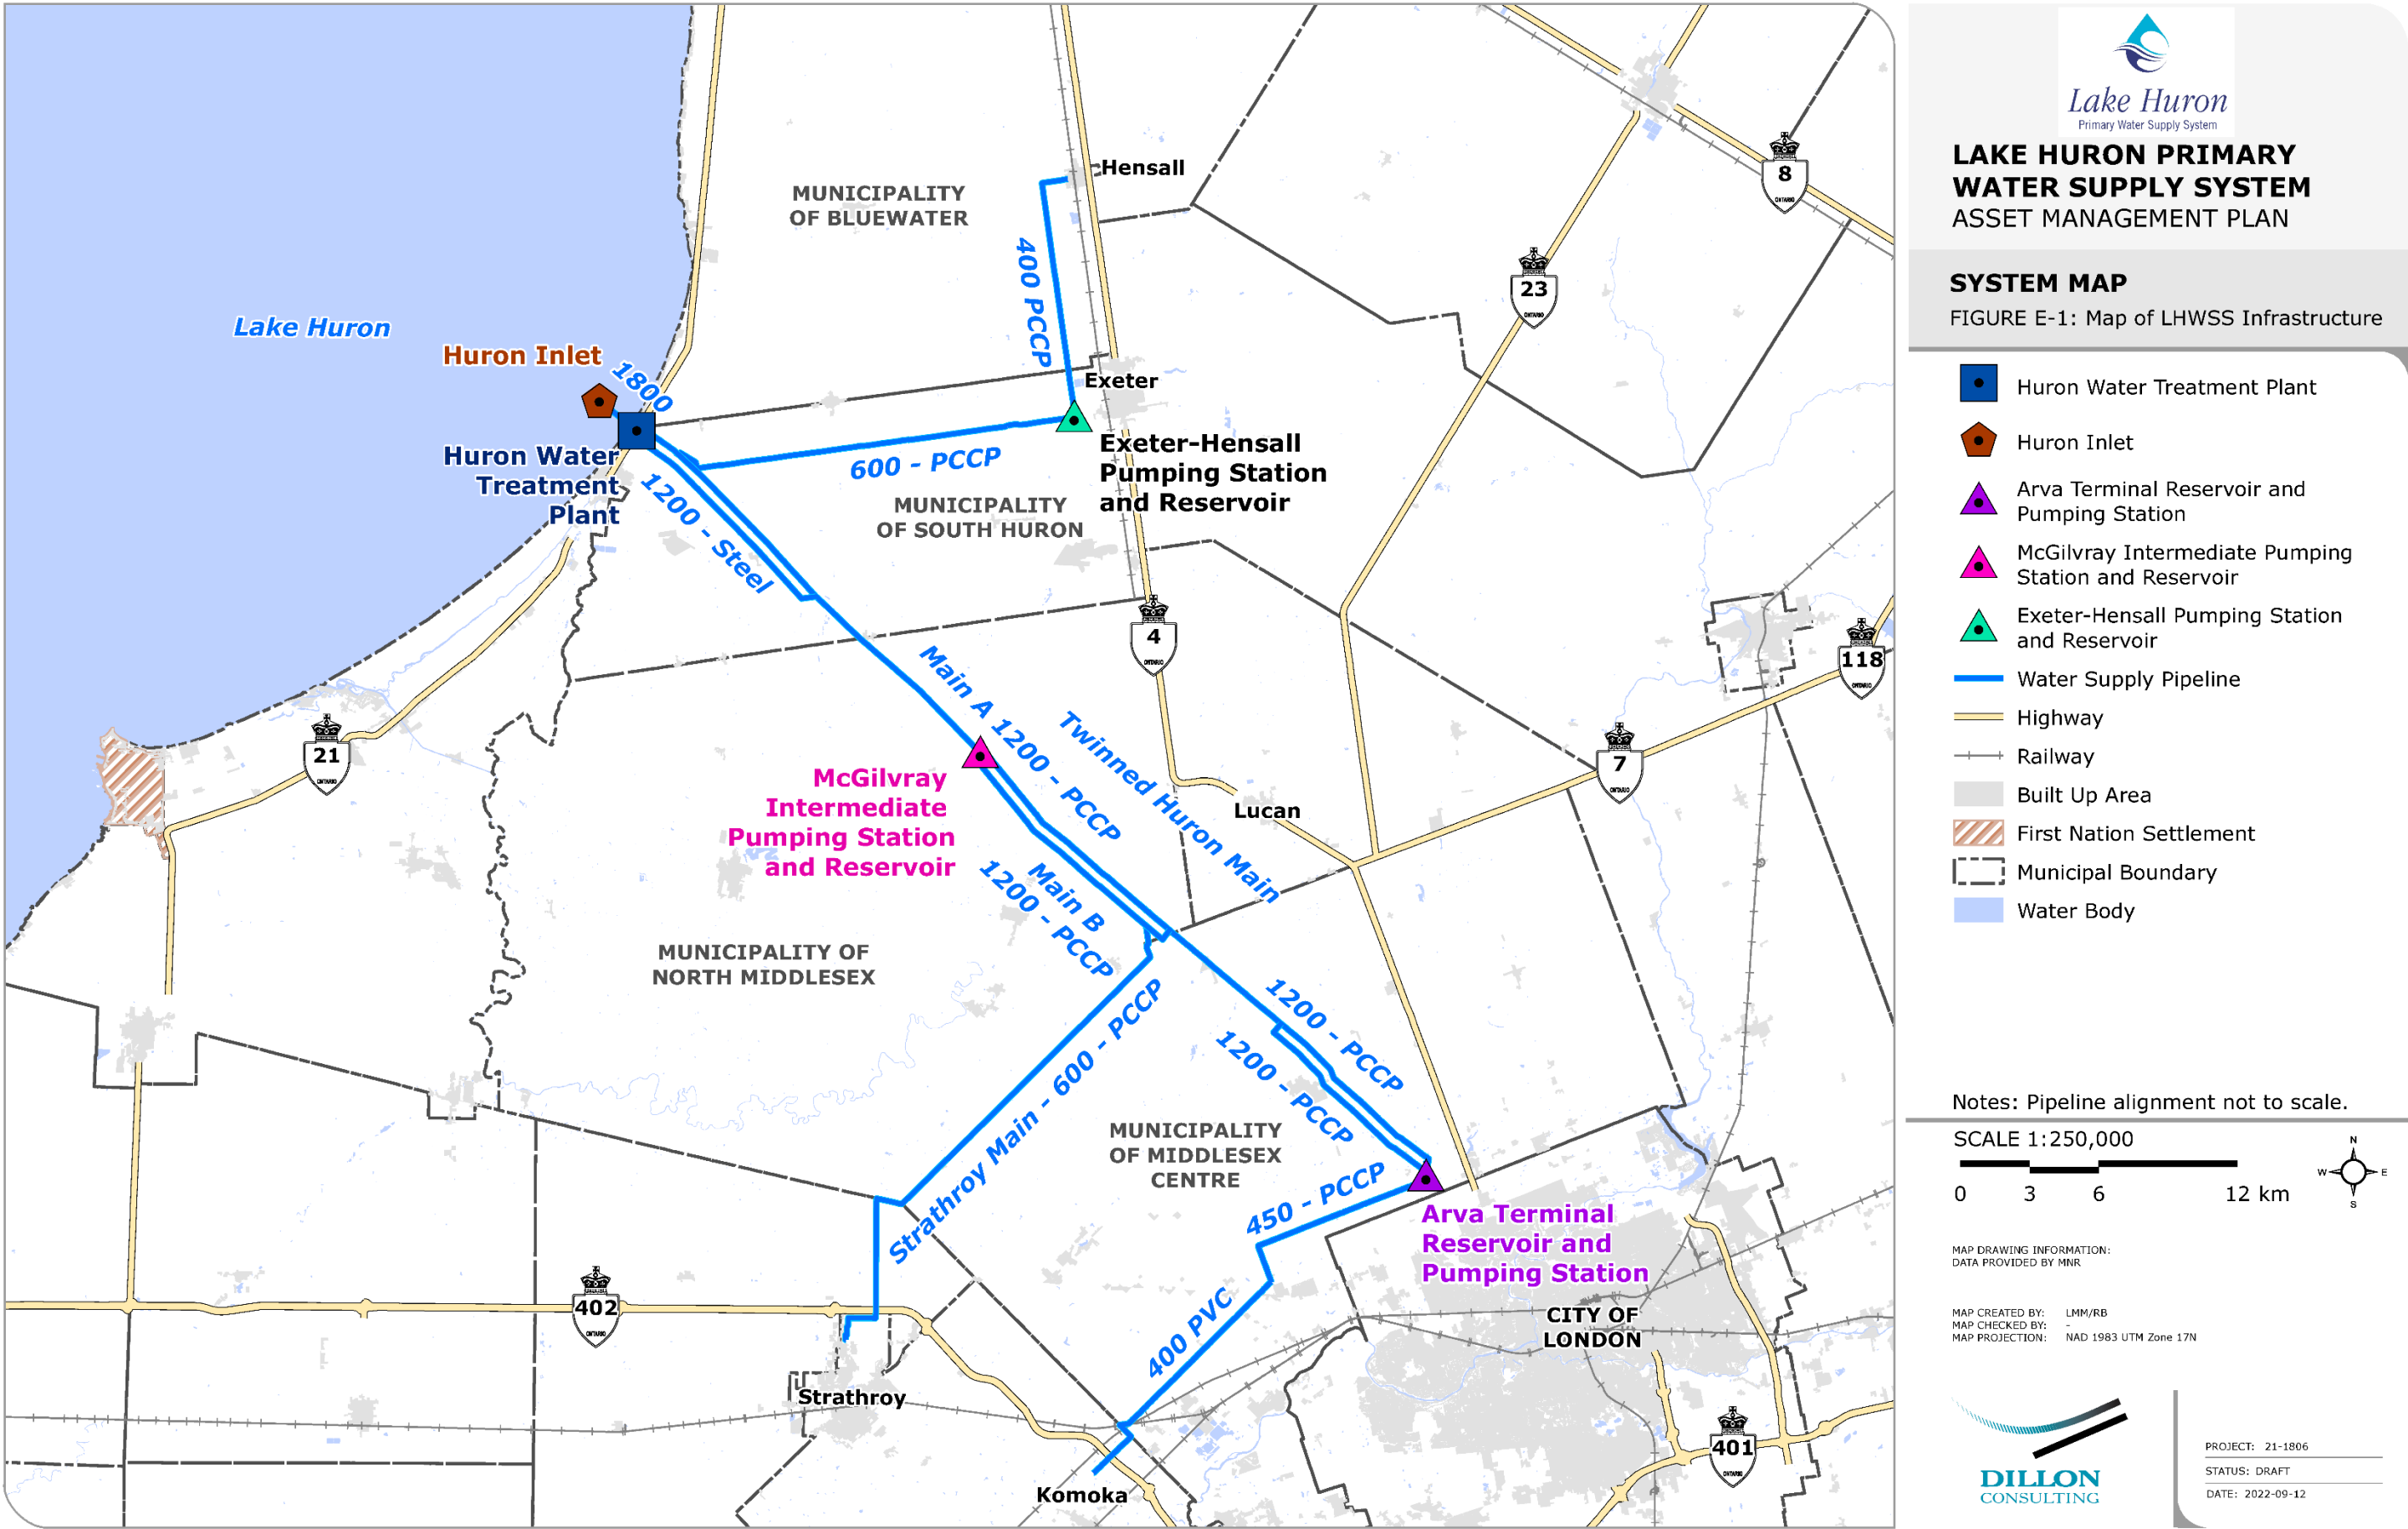 Hensall
MUNICIPALITY
OF BLUEWATER
400 PCCP
8
ONTARIO
23
ONTARIO
Lake Huron
Huron Inlet
1800
Exeter
Huron Water
Treatment
Plant
600 - PCCP
Exeter-Hensall
Pumping Station
and Reservoir
1200 - Steel
MUNICIPALITY
OF SOUTH HURON
4
ONTARIO
118
ONTARIO
Main A 1200 - PCCP
Twinned Huron Main
21
ONTARIO
7
ONTARIO
McGilvray
Intermediate
Pumping Station
and Reservoir
Lucan
Main B
1200 - PCCP
MUNICIPALITY OF
NORTH MIDDLESEX
1200 - PCCP
1200 - PCCP
Strathroy Main - 600 - PCCP
MUNICIPALITY
OF MIDDLESEX
CENTRE
450 - PCCP
Arva Terminal
Reservoir and
Pumping Station
402
ONTARIO
400 PVC
CITY OF
LONDON
Strathroy
401
ONTARIO
Komoka
Lake Huron
Primary Water Supply System
LAKE HURON PRIMARY
WATER SUPPLY SYSTEM
ASSET MANAGEMENT PLAN
SYSTEM MAP
FIGURE E-1: Map of LHWSS Infrastructure
Huron Water Treatment Plant
Huron Inlet
Arva Terminal Reservoir and
Pumping Station
McGilvray Intermediate Pumping
Station and Reservoir
Exeter-Hensall Pumping Station
and Reservoir
Water Supply Pipeline
Highway
Railway
Built Up Area
First Nation Settlement
Municipal Boundary
Water Body
Notes: Pipeline alignment not to scale.
SCALE 1:250,000
0 3 6 12 km
N
W E
S
MAP DRAWING INFORMATION:
DATA PROVIDED BY MNR
MAP CREATED BY: LMM/RB
MAP CHECKED BY: -
MAP PROJECTION: NAD 1983 UTM Zone 17N
DILLON
CONSULTING
PROJECT: 21-1806
STATUS: DRAFT
DATE: 2022-09-12